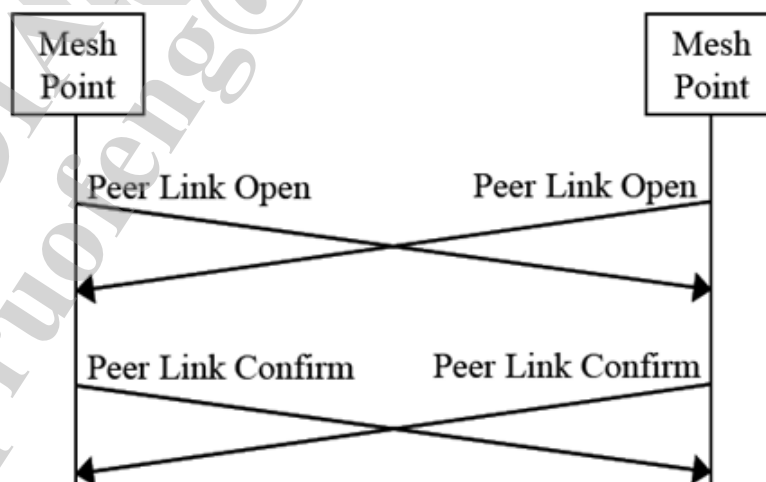 Mesh
Point
Mesh
Point
Peer Link Open
Peer Link Open
Peer Link Confirm
Peer Link Confirm